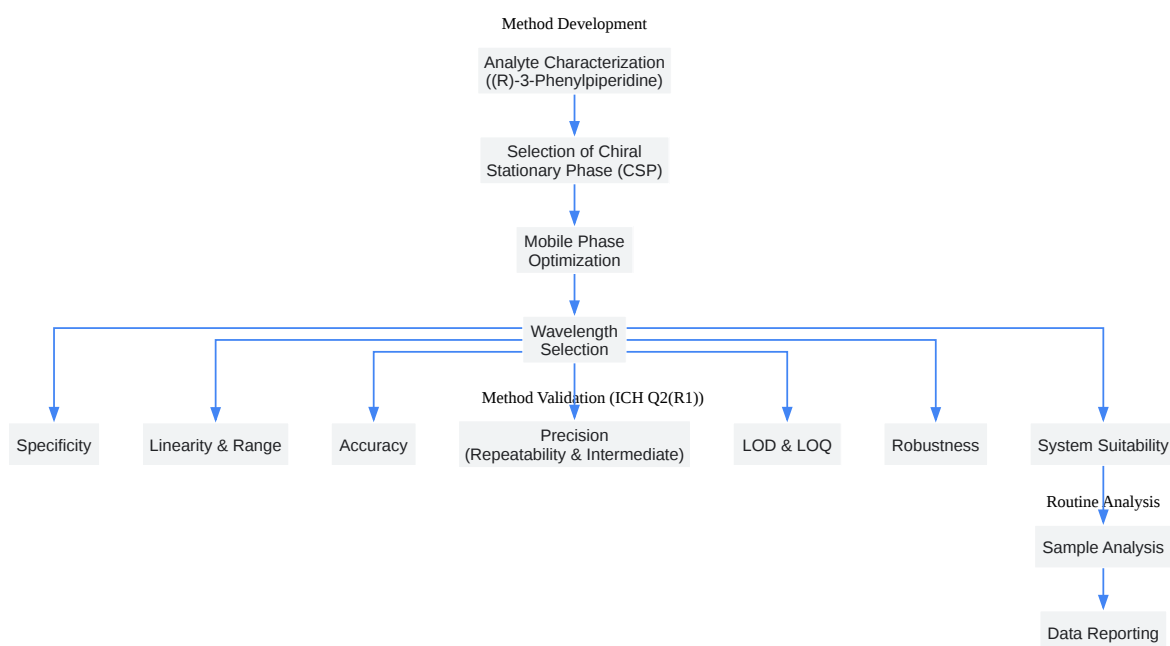 Method Development
Analyte Characterization
((R)-3-Phenylpiperidine)
Selection of Chiral
Stationary Phase (CSP)
Mobile Phase
Optimization
Wavelength
Selection
Method Validation (ICH Q2(R1))
Specificity
Linearity & Range
Accuracy
Precision
(Repeatability & Intermediate)
LOD & LOQ
Robustness
System Suitability
Routine Analysis
Sample Analysis
Data Reporting